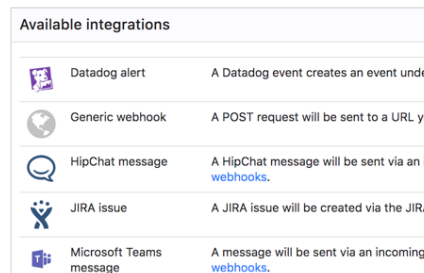 Available integrations
Datadog alert
A Datadog event creates an event
Generic webhook
A POST request will be sent to a URL
HipChat message
A HipChat message will be sent via an
webhooks.
JIRA issue
A JIRA issue will be created via the JIRA
Microsoft Teams
message
A message will be sent via an incoming
webhooks.